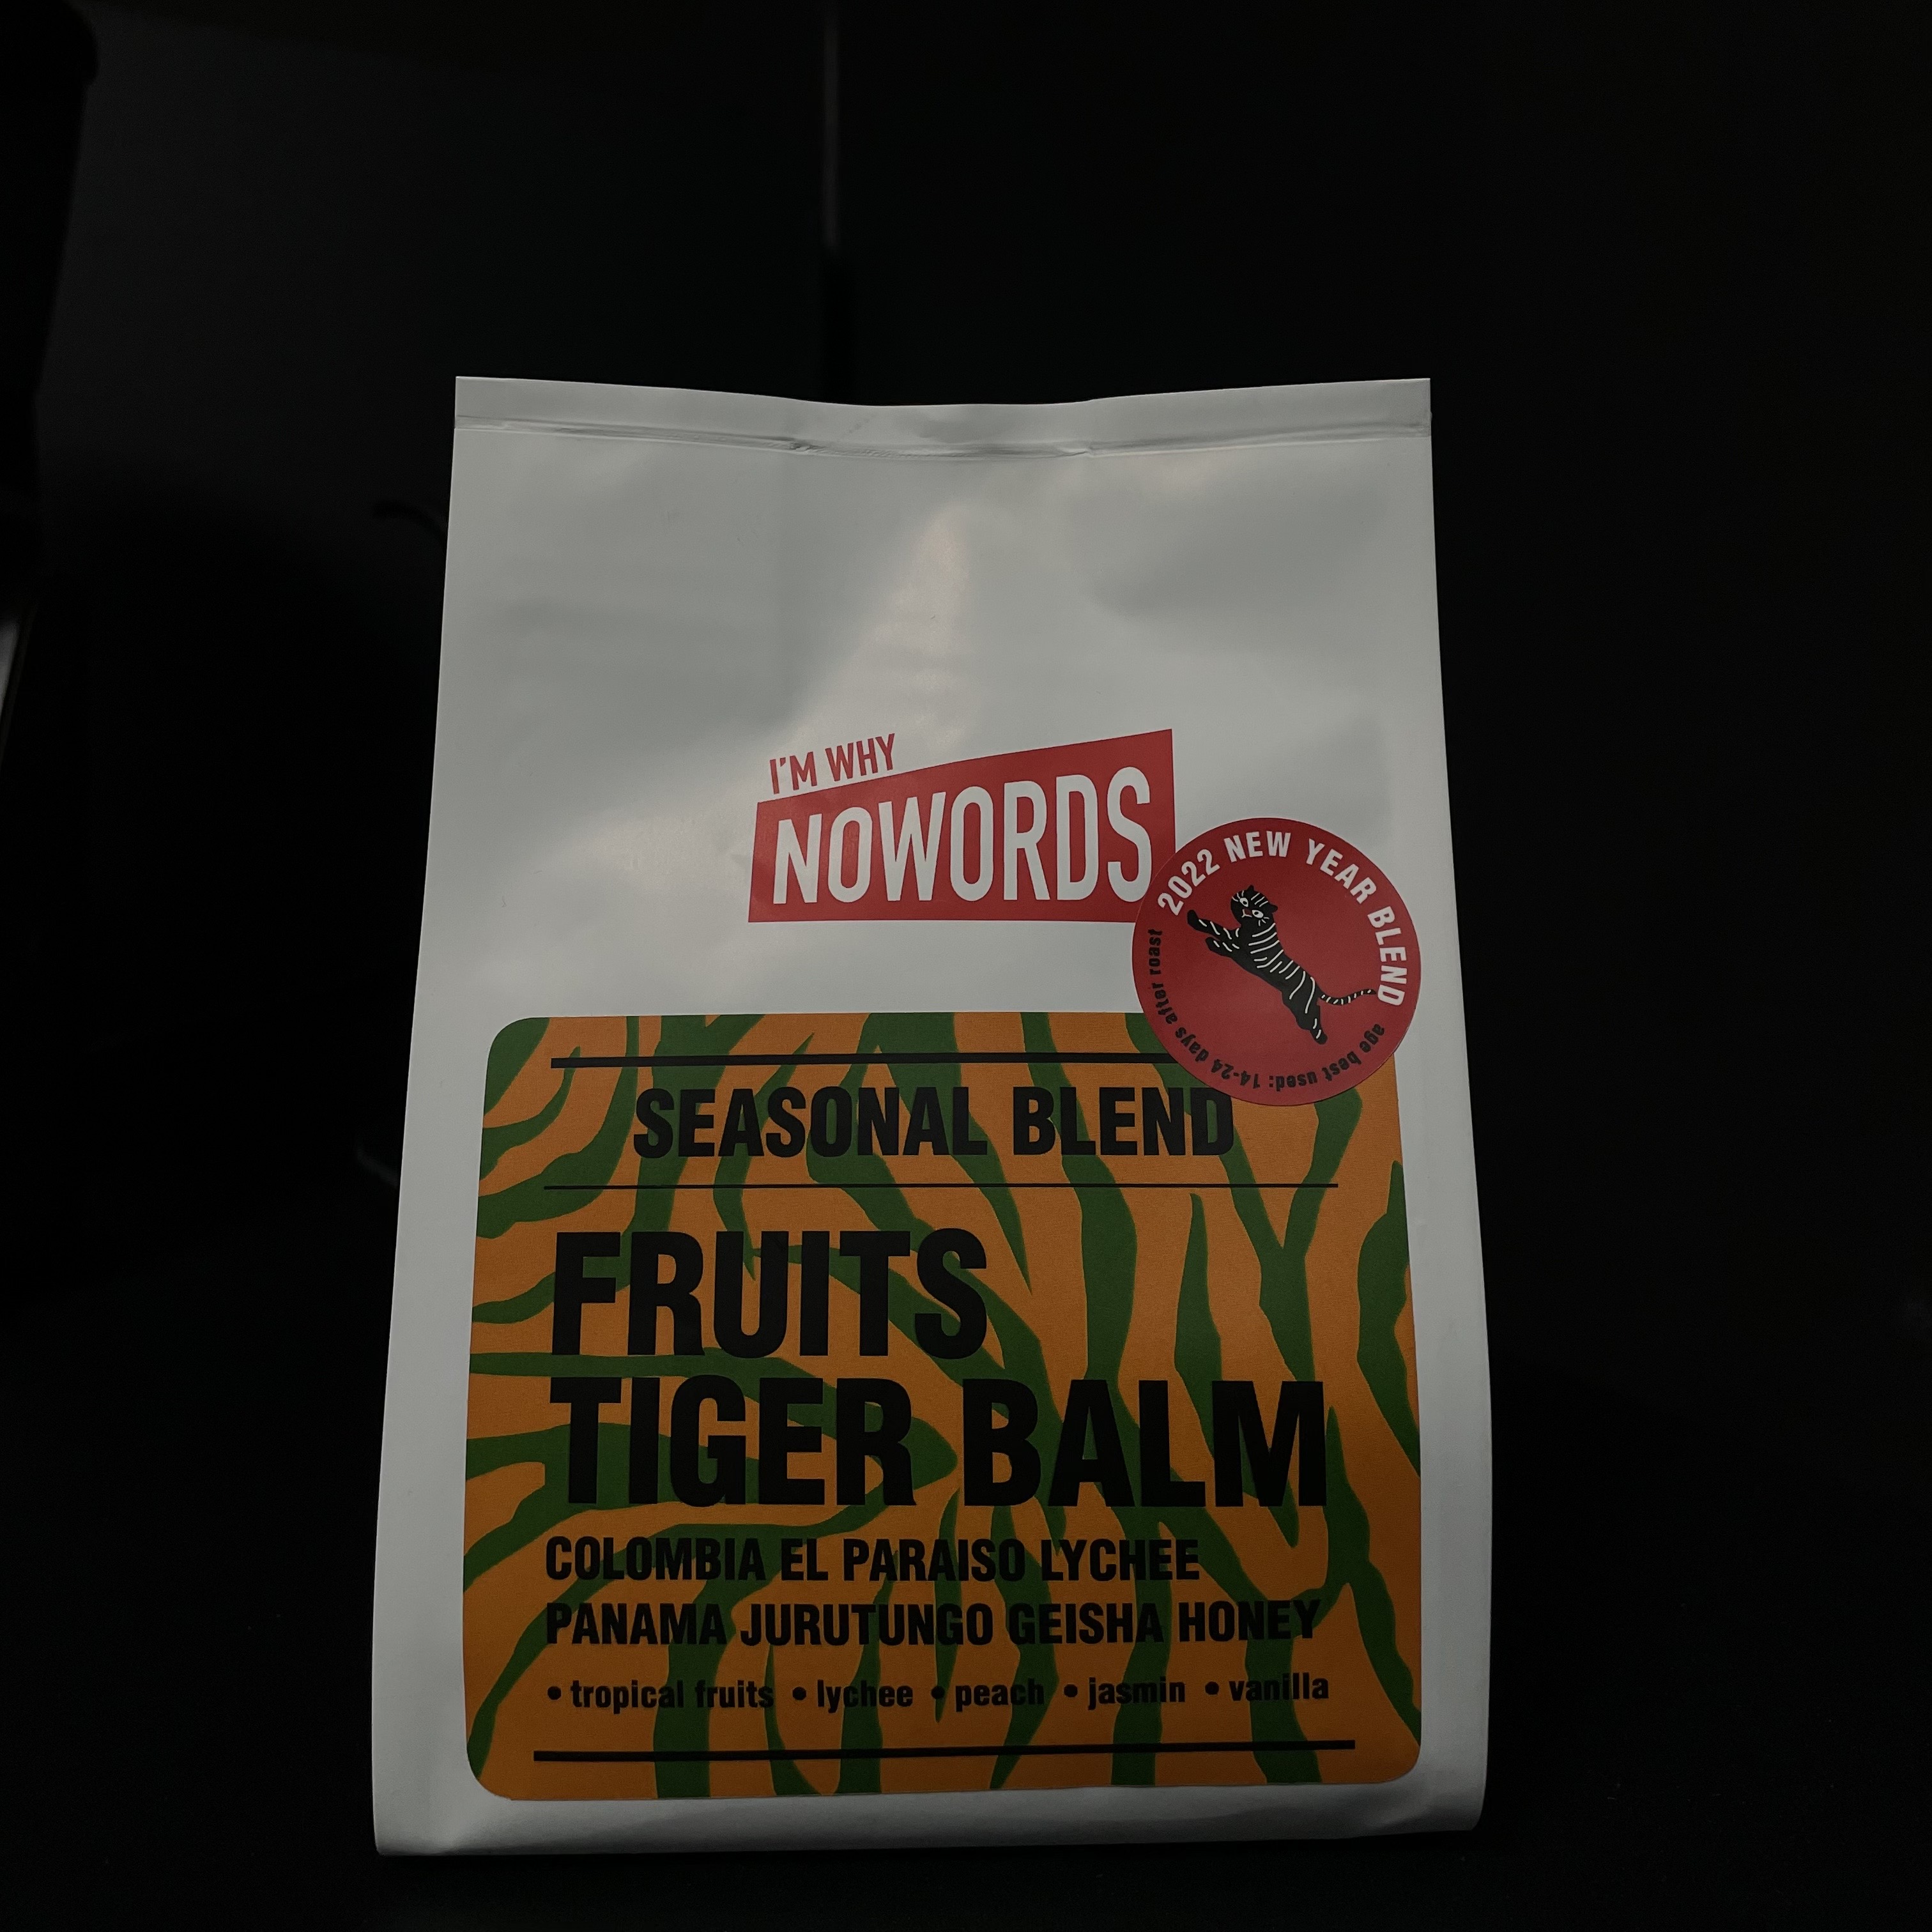 I'M WHY
NOWORDS
2022 NEW YEAR BLEND
age best used: 14-24 days after roast
SEASONAL BLEND
FRUITS
TIGER BALM
COLOMBIA EL PARAISO LYCHEE
PANAMA JURUTUNGO GEISHA HONEY
• tropical fruits • lychee • peach • jasmin • vanilla